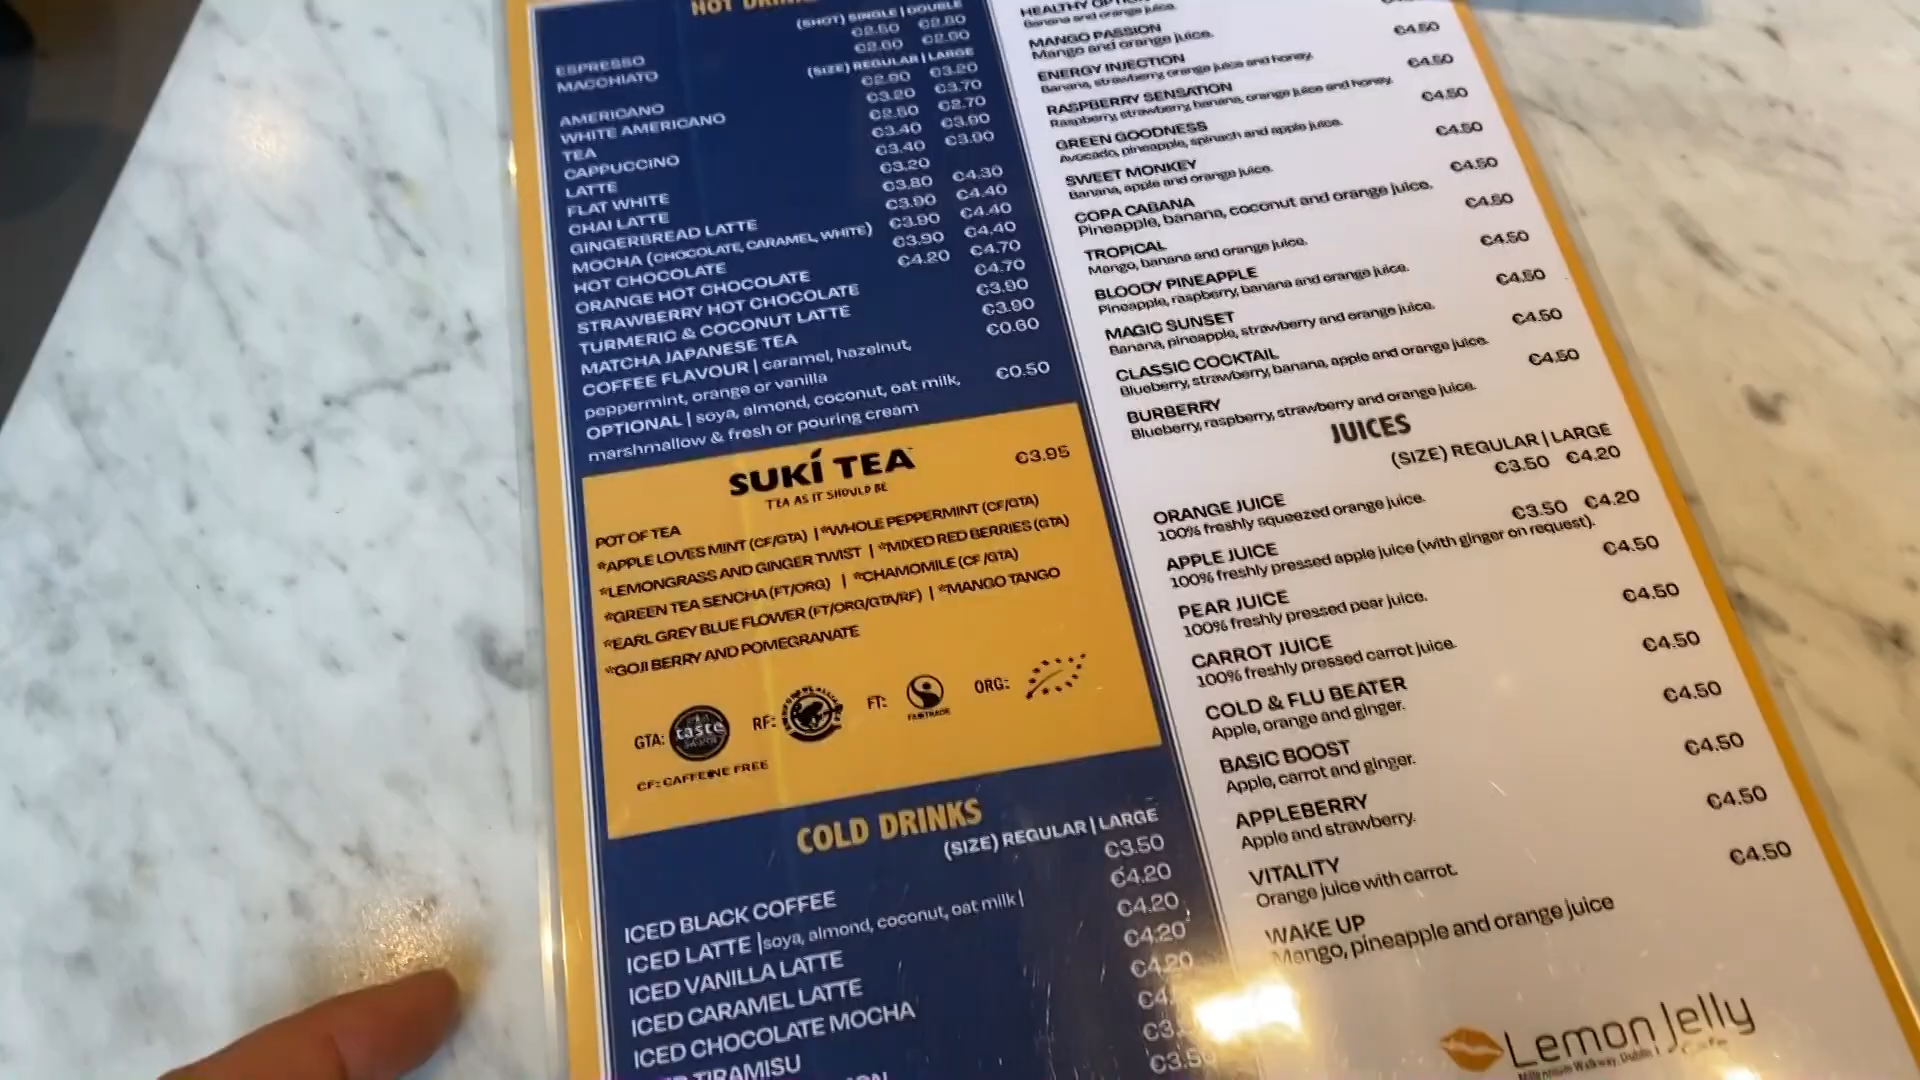 HOT
(SHOT) SINGLE | DOUBLE
ESPRESSO €2.50 €2.80
MACCHIATO €2.60 €2.90
(SIZE) REGULAR | LARGE
AMERICANO €2.90 €3.20
WHITE AMERICANO €3.20 €3.70
TEA €2.50 €2.70
CAPPUCCINO €3.40 €3.90
LATTE €3.40 €3.90
FLAT WHITE €3.20
CHAI LATTE €3.80 €4.30
GINGERBREAD LATTE €3.90 €4.40
MOCHA (CHOCOLATE, CARAMEL, WHITE) €3.90 €4.40
HOT CHOCOLATE €3.90 €4.40
ORANGE HOT CHOCOLATE €4.20 €4.70
STRAWBERRY HOT CHOCOLATE €4.70
TURMERIC & COCONUT LATTE €3.90
MATCHA JAPANESE TEA €3.90
COFFEE FLAVOUR | caramel, hazelnut, €0.60
peppermint, orange or vanilla
OPTIONAL | soya, almond, coconut, oat milk, €0.50
marshmallow & fresh or pouring cream
SUKÍ TEA
TEA AS IT SHOULD BE
POT OF TEA €3.95
*APPLE LOVES MINT (CF/GTA) | *WHOLE PEPPERMINT (CF/GTA)
*LEMONGRASS AND GINGER TWIST | *MIXED RED BERRIES (GTA)
*GREEN TEA SENCHA (FT/ORG) | *CHAMOMILE (CF/GTA)
*EARL GREY BLUE FLOWER (FT/ORG/GTA/RF) | *MANGO TANGO
*GOJI BERRY AND POMEGRANATE
GTA: taste RF: FT: FAIRTRADE ORG:
CF: CAFFEINE FREE
COLD DRINKS
(SIZE) REGULAR | LARGE
ICED BLACK COFFEE €3.50
ICED LATTE | soya, almond, coconut, oat milk | €4.20
ICED VANILLA LATTE €4.20
ICED CARAMEL LATTE €4.20
ICED CHOCOLATE MOCHA €4.20
TIRAMISU
€3.5
HEALTHY
Banana and orange juice.
MANGO PASSION €4.50
Mango and orange juice.
ENERGY INJECTION €4.50
Banana, strawberry, orange juice and honey.
RASPBERRY SENSATION €4.50
Raspberry, strawberry, banana, orange juice and honey.
GREEN GOODNESS €4.50
Avocado, pineapple, spinach and apple juice.
SWEET MONKEY €4.50
Banana, apple and orange juice.
COPA CABANA €4.50
Pineapple, banana, coconut and orange juice.
TROPICAL €4.50
Mango, banana and orange juice.
BLOODY PINEAPPLE €4.50
Pineapple, raspberry, banana and orange juice.
MAGIC SUNSET €4.50
Banana, pineapple, strawberry and orange juice.
CLASSIC COCKTAIL €4.50
Blueberry, strawberry, banana, apple and orange juice.
BURBERRY
Blueberry, raspberry, strawberry and orange juice.
JUICES
(SIZE) REGULAR | LARGE
ORANGE JUICE €3.50 €4.20
100% freshly squeezed orange juice.
APPLE JUICE €3.50 €4.20
100% freshly pressed apple juice (with ginger on request).
PEAR JUICE €4.50
100% freshly pressed pear juice.
CARROT JUICE €4.50
100% freshly pressed carrot juice.
COLD & FLU BEATER €4.50
Apple, orange and ginger.
BASIC BOOST €4.50
Apple, carrot and ginger.
APPLEBERRY €4.50
Apple and strawberry.
VITALITY €4.50
Orange juice with carrot.
WAKE UP €4.50
Mango, pineapple and orange juice
Lemon Jelly
Cafe
Millennium Walkway, Dublin 1